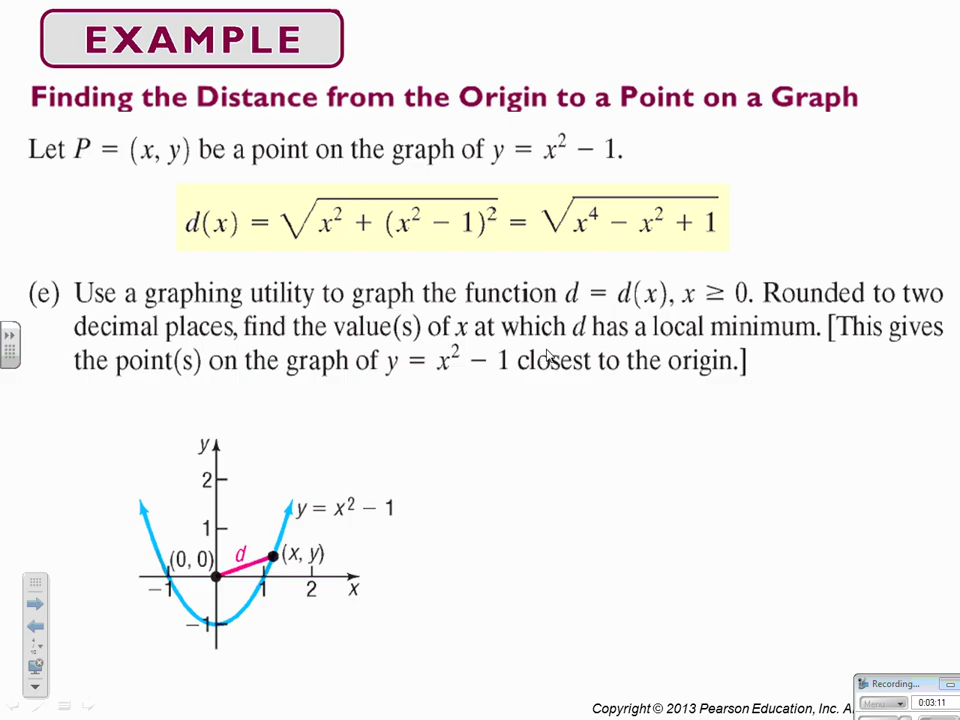 EXAMPLE
Finding the Distance from the Origin to a Point on a Graph
Let P = (x, y) be a point on the graph of y = x² − 1.
d(x) = √(x² + (x² − 1)²) = √(x⁴ − x² + 1)
(e) Use a graphing utility to graph the function d = d(x), x ≥ 0. Rounded to two
decimal places, find the value(s) of x at which d has a local minimum. [This gives
the point(s) on the graph of y = x² − 1 closest to the origin.]
y
2
y = x² − 1
1
(0, 0)
d
(x, y)
−1
1
2
x
−1
Recording...
Menu
0:03:11
Copyright © 2013 Pearson Education, Inc. A